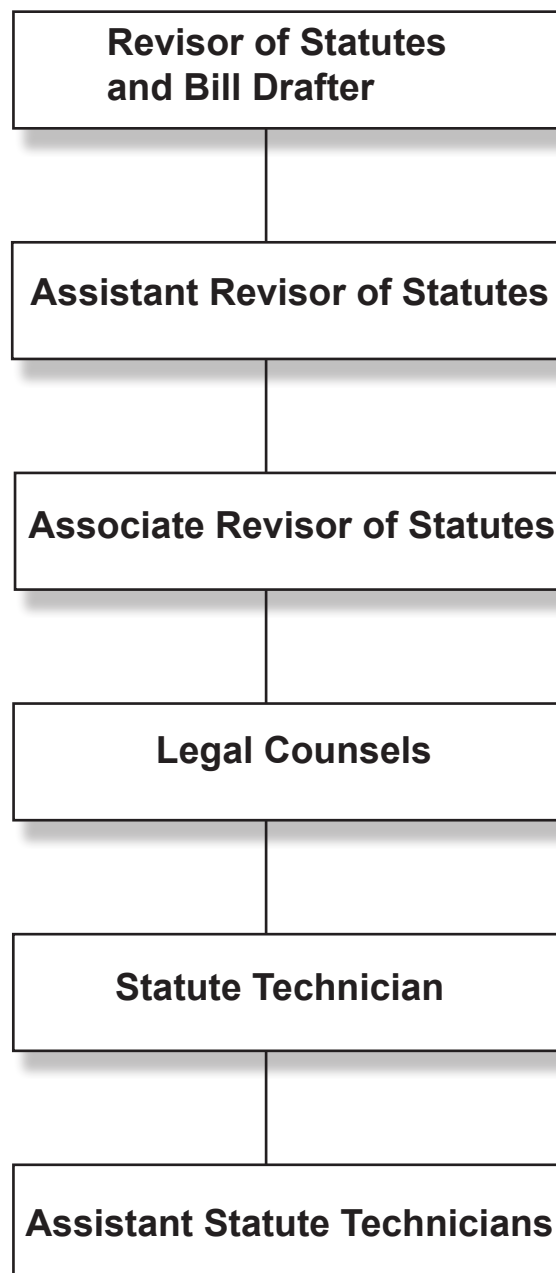 Revisor of Statutes
and Bill Drafter
Assistant Revisor of Statutes
Associate Revisor of Statutes
Legal Counsels
Statute Technician
Assistant Statute Technicians